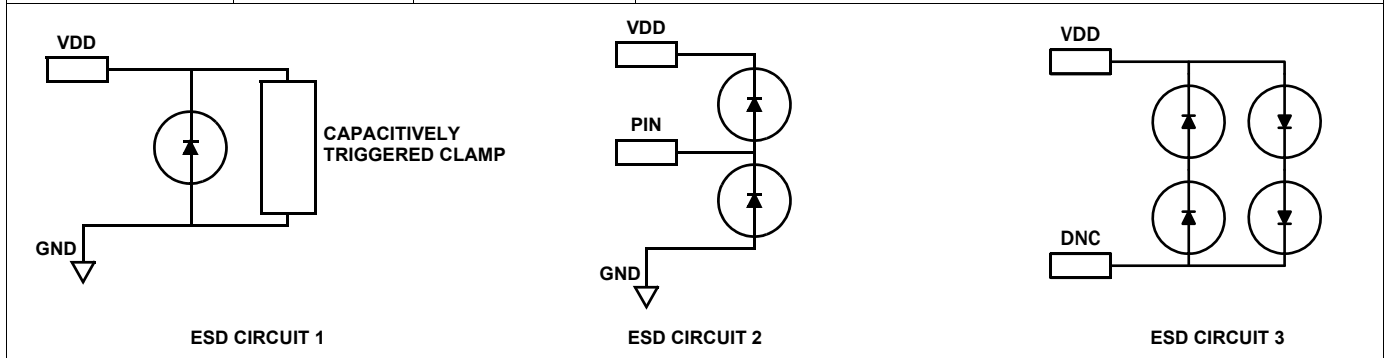 VDD
CAPACITIVELY
TRIGGERED CLAMP
GND
ESD CIRCUIT 1
VDD
PIN
GND
ESD CIRCUIT 2
VDD
DNC
ESD CIRCUIT 3